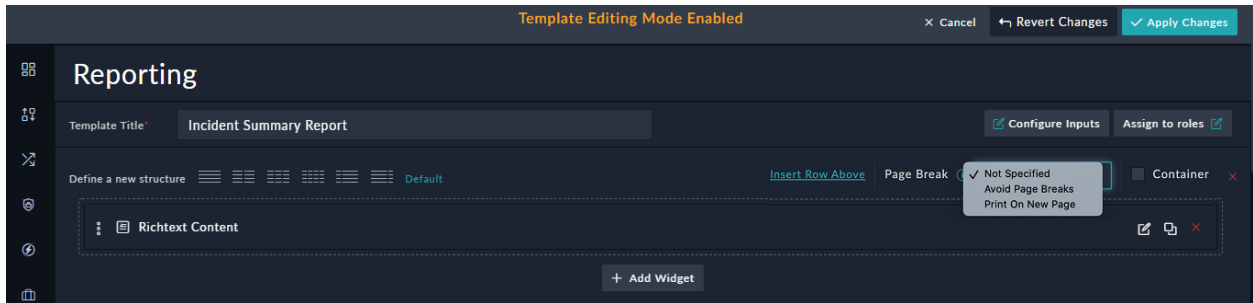 Template Editing Mode Enabled
× Cancel
Revert Changes
✓ Apply Changes
Reporting
Template Title*
Incident Summary Report
Configure Inputs
Assign to roles
Define a new structure
Default
Insert Row Above
Page Break
✓ Not Specified
Avoid Page Breaks
Print On New Page
Container
Richtext Content
+ Add Widget